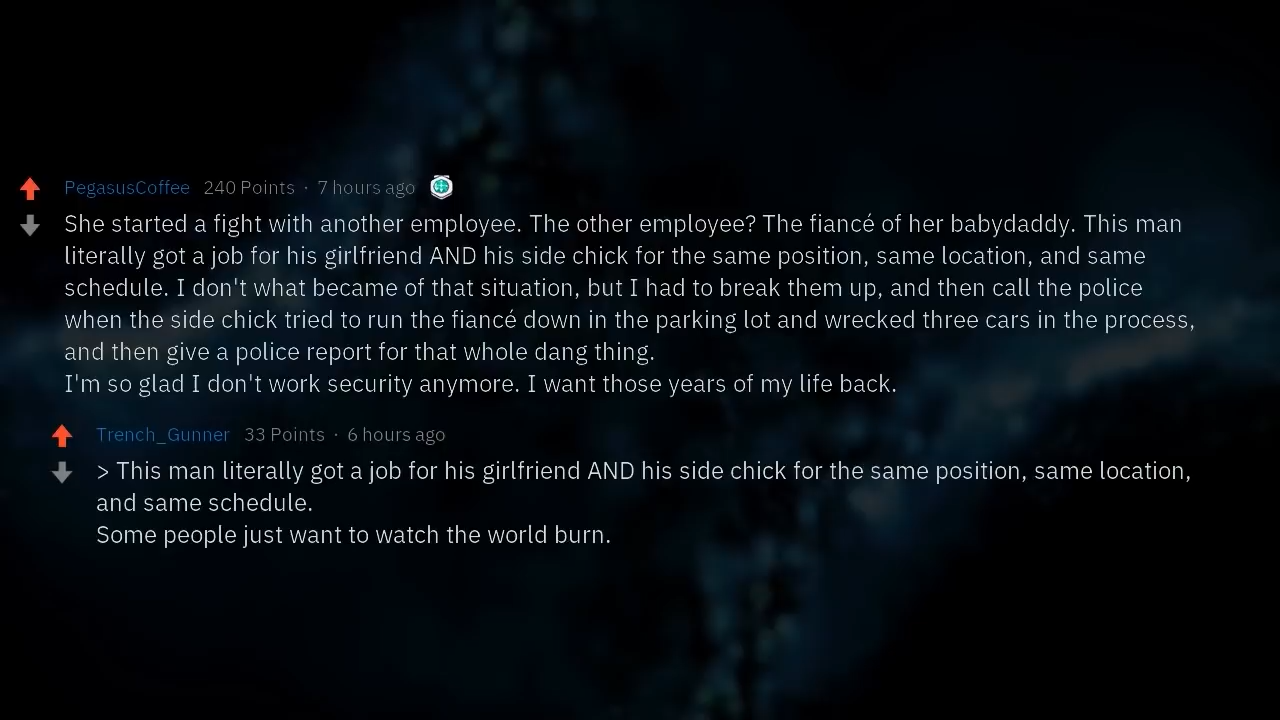 PegasusCoffee 240 Points · 7 hours ago
She started a fight with another employee. The other employee? The fiancé of her babydaddy. This man
literally got a job for his girlfriend AND his side chick for the same position, same location, and same
schedule. I don't what became of that situation, but I had to break them up, and then call the police
when the side chick tried to run the fiancé down in the parking lot and wrecked three cars in the process,
and then give a police report for that whole dang thing.
I'm so glad I don't work security anymore. I want those years of my life back.
Trench_Gunner 33 Points · 6 hours ago
> This man literally got a job for his girlfriend AND his side chick for the same position, same location,
and same schedule.
Some people just want to watch the world burn.